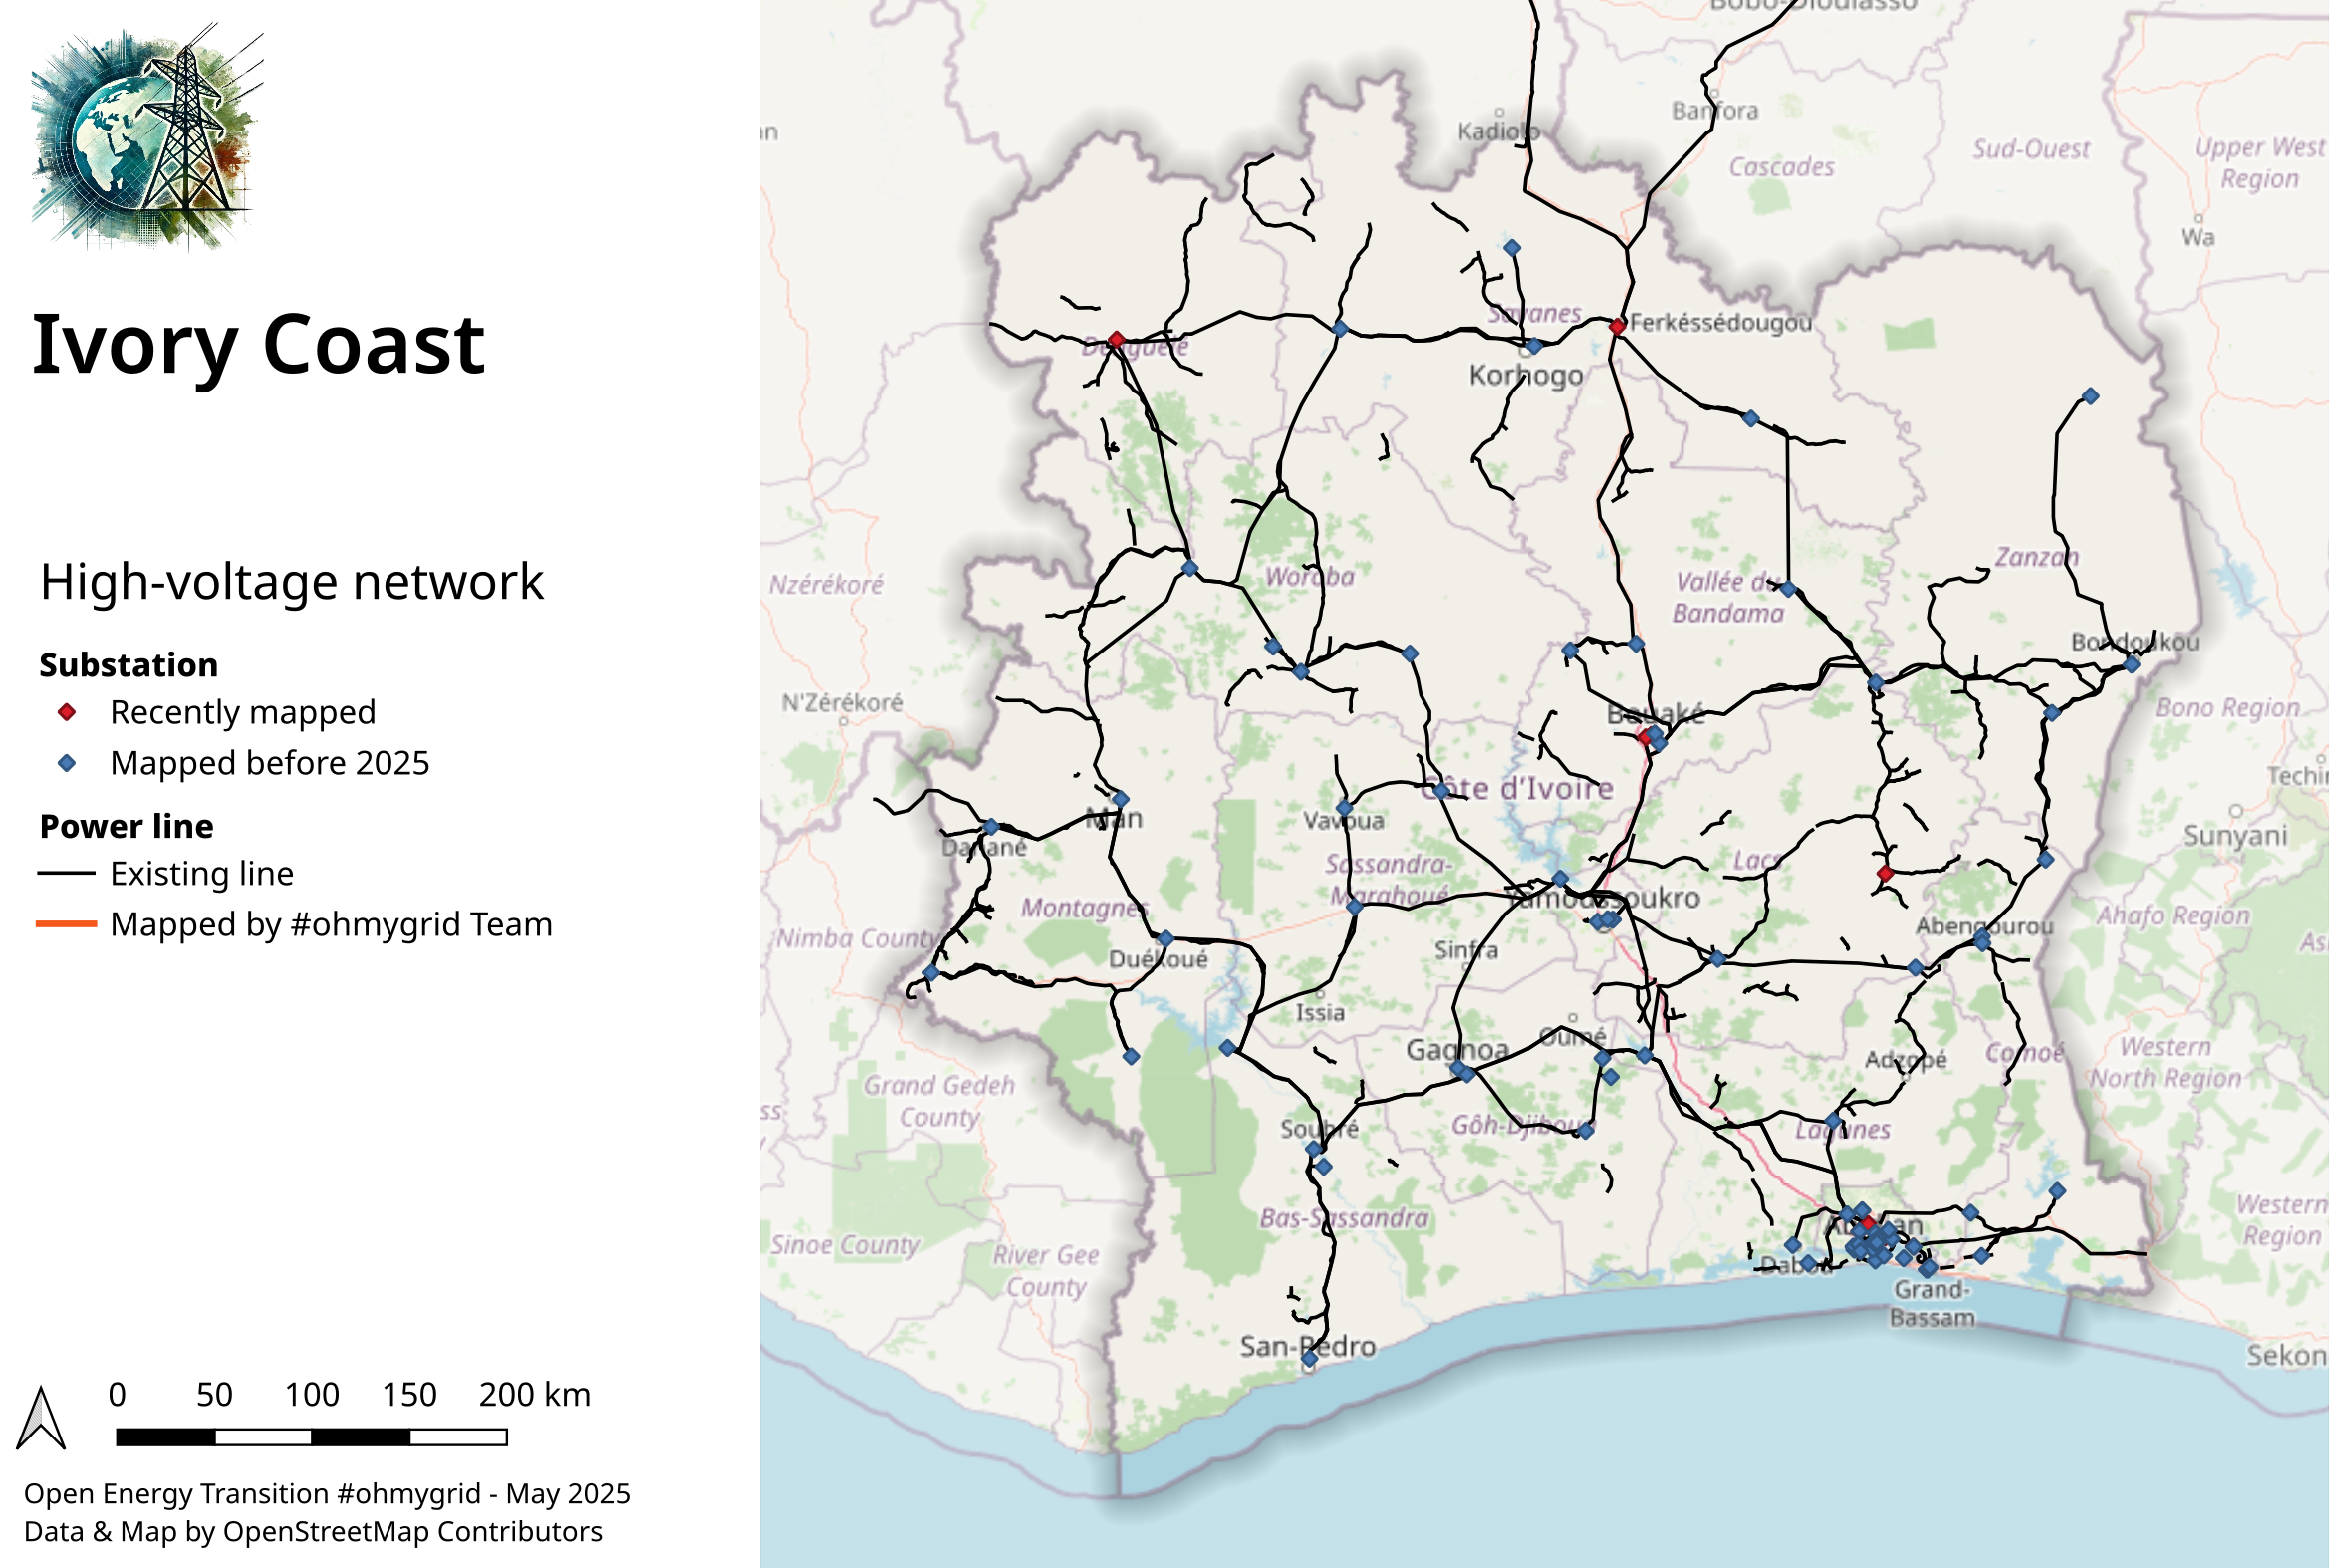 Ivory Coast
High-voltage network
Substation
Recently mapped
Mapped before 2025
Power line
Existing line
Mapped by #ohmygrid Team
0 50 100 150 200 km
Open Energy Transition #ohmygrid - May 2025
Data & Map by OpenStreetMap Contributors
Bobo-Dioulasso
Kadiolo
Banfora
Cascades
Sud-Ouest
Upper West
Region
Wa
Savanes
Ferkéssédougou
Denguélé
Korhogo
Zanzan
Nzérékoré
Woroba
Vallée du
Bandama
Bondoukou
N'Zérékoré
Bono Region
Bouaké
Côte d'Ivoire
Man
Vavoua
Sunyani
Danané
Lacs
Sassandra-
Marahoué
Yamoussoukro
Montagnes
Ahafo Region
Abengourou
Nimba County
Sinfra
Duékoué
Issia
Oumé
Gagnoa
Adzopé
Comoé
Western
North Region
Grand Gedeh
County
Soubré
Gôh-Djiboua
Lagunes
Bas-Sassandra
Abidjan
Western
Region
Sinoe County
River Gee
County
Dabou
Grand-
Bassam
San-Pédro